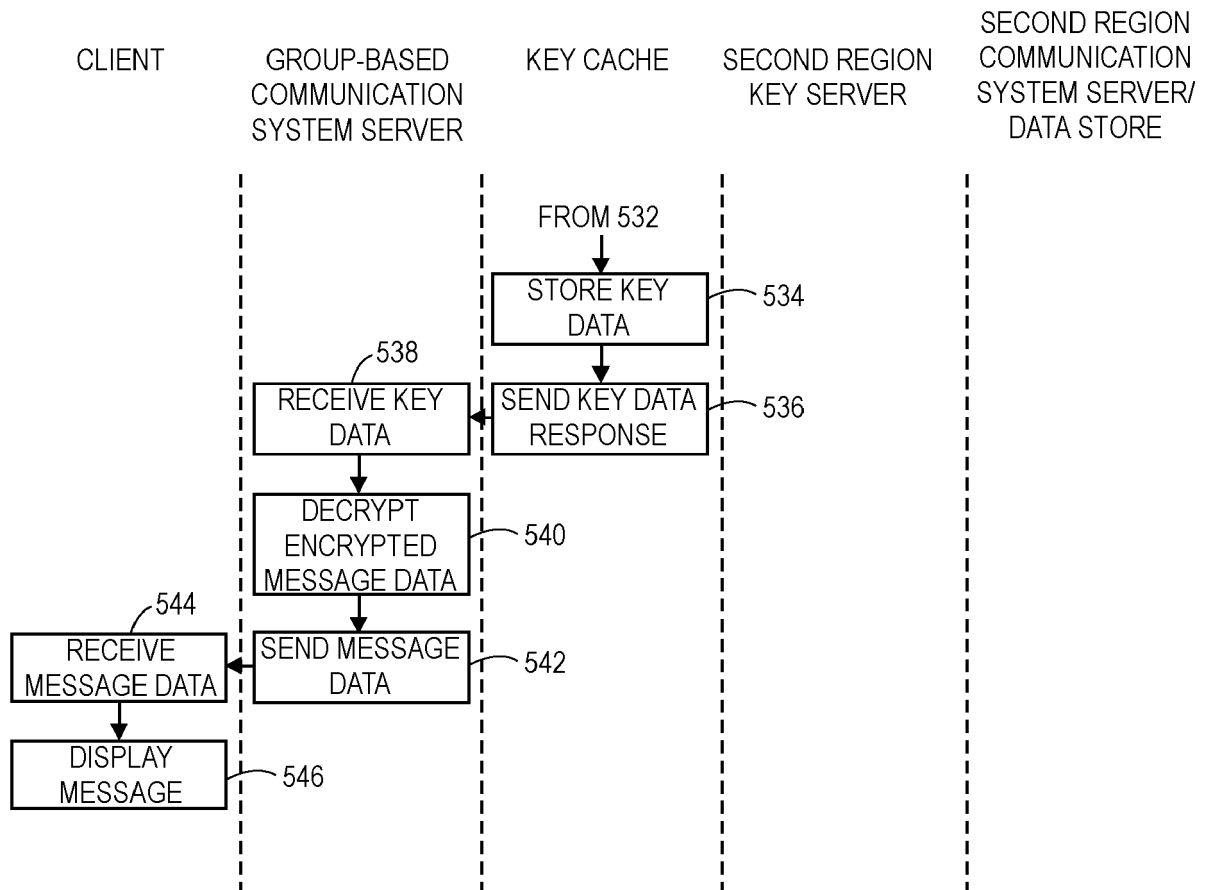 CLIENT
GROUP-BASED
COMMUNICATION
SYSTEM SERVER
KEY CACHE
SECOND REGION
KEY SERVER
SECOND REGION
COMMUNICATION
SYSTEM SERVER/
DATA STORE
FROM 532
STORE KEY
DATA
534
538
RECEIVE KEY
DATA
SEND KEY DATA
RESPONSE
536
DECRYPT
ENCRYPTED
MESSAGE DATA
540
544
RECEIVE
MESSAGE DATA
SEND MESSAGE
DATA
542
DISPLAY
MESSAGE
546